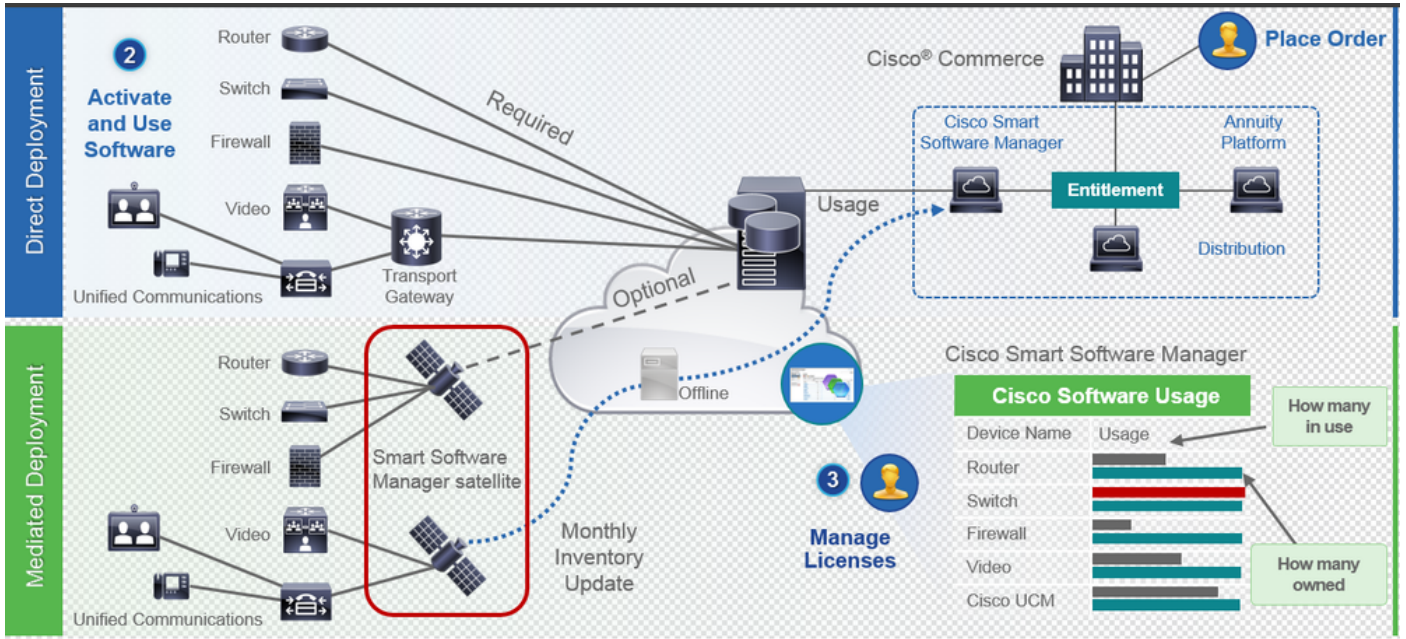 Direct Deployment
2
Activate
and Use
Software
Router
Switch
Firewall
Video
Unified Communications
Transport
Gateway
Required
Optional
Usage
Cisco® Commerce
Place Order
Cisco Smart
Software Manager
Annuity
Platform
Entitlement
Distribution
Mediated Deployment
Router
Switch
Firewall
Video
Unified Communications
Smart Software
Manager satellite
Offline
Monthly
Inventory
Update
3
Manage
Licenses
Cisco Smart Software Manager
Cisco Software Usage
Device Name Usage
Router
Switch
Firewall
Video
Cisco UCM
How many
in use
How many
owned